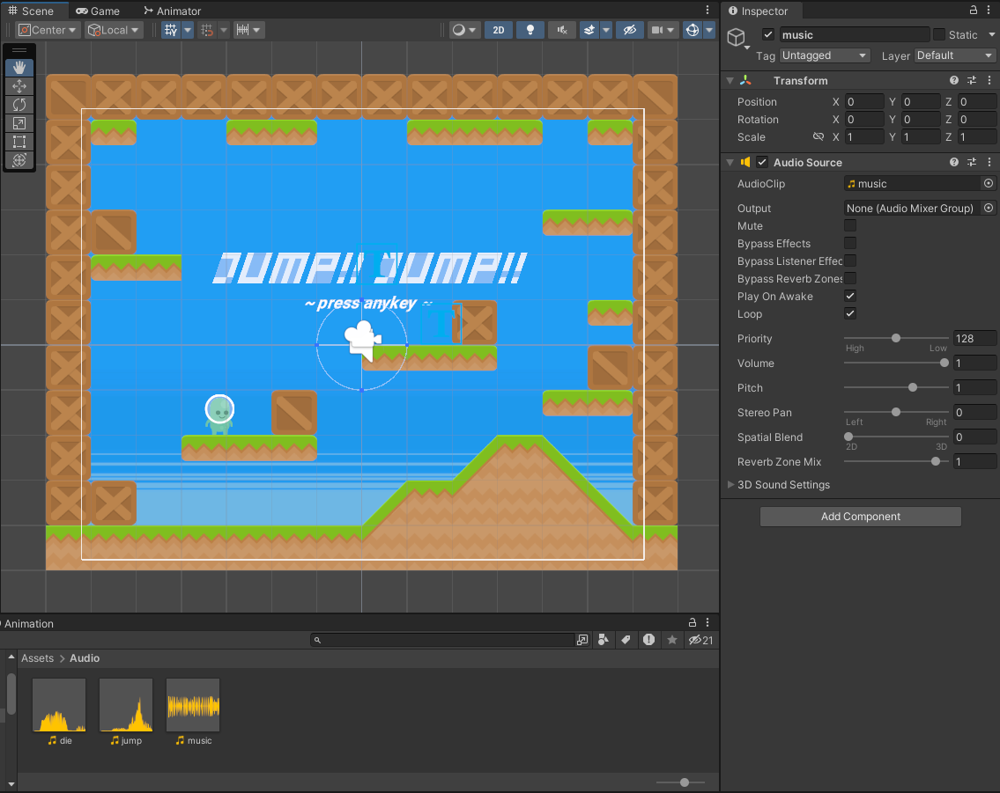 Scene Game Animator
Center Local 2D
JUMP!! JUMP!!
~press anykey ~
Animation
21
Assets > Audio
die jump music
Inspector
music Static
Tag Untagged Layer Default
Transform
Position X 0 Y 0 Z 0
Rotation X 0 Y 0 Z 0
Scale X 1 Y 1 Z 1
Audio Source
AudioClip music
Output None (Audio Mixer Group)
Mute
Bypass Effects
Bypass Listener Effec
Bypass Reverb Zones
Play On Awake
Loop
Priority 128
High Low
Volume 1
Pitch 1
Stereo Pan 0
Left Right
Spatial Blend 0
2D 3D
Reverb Zone Mix 1
3D Sound Settings
Add Component